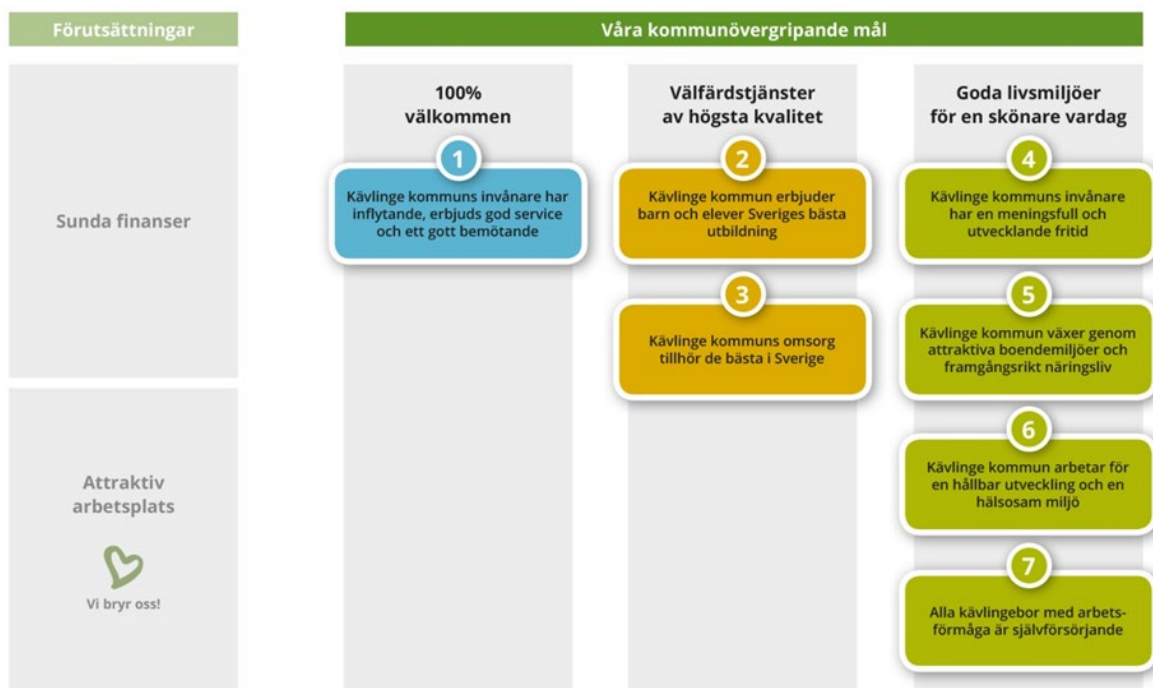 Förutsättningar
Sunda finanser
Attraktiv
arbetsplats
Vi bryr oss!
Våra kommunövergripande mål
100%
välkommen
1
Kävlinge kommuns invånare har
inflytande, erbjuds god service
och ett gott bemötande
Välfärdstjänster
av högsta kvalitet
2
Kävlinge kommun erbjuder
barn och elever Sveriges bästa
utbildning
3
Kävlinge kommuns omsorg
tillhör de bästa i Sverige
Goda livsmiljöer
för en skönare vardag
4
Kävlinge kommuns invånare
har en meningsfull och
utvecklande fritid
5
Kävlinge kommun växer genom
attraktiva boendemiljöer och
framgångsrikt näringsliv
6
Kävlinge kommun arbetar för
en hållbar utveckling och en
hälsosam miljö
7
Alla kävlingebor med arbets-
förmåga är självförsörjande